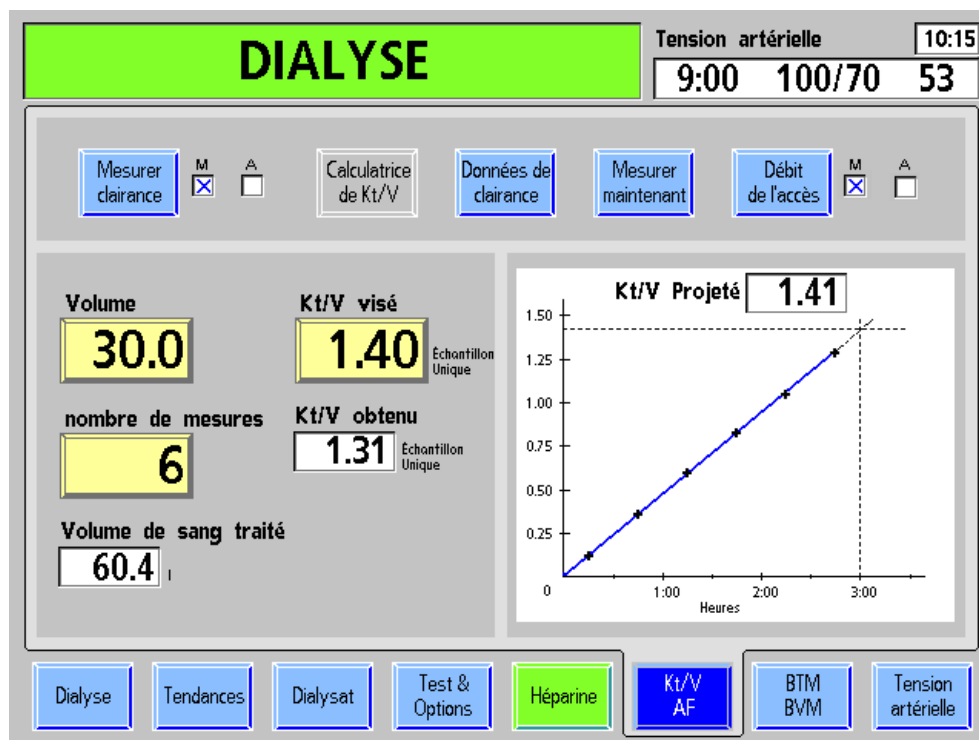 DIALYSE
Tension artérielle
10:15
9:00 100/70 53
Mesurer
clairance
M A
Calculatrice
de Kt/V
Données de
clairance
Mesurer
maintenant
Débit
de l'accès
M A
Volume
30.0
Kt/V visé
1.40
Échantillon
Unique
nombre de mesures
6
Kt/V obtenu
1.31
Échantillon
Unique
Volume de sang traité
60.4 l
Kt/V Projeté 1.41
1.50
1.25
1.00
0.75
0.50
0.25
0 1:00 2:00 3:00
Heures
Dialyse
Tendances
Dialysat
Test &
Options
Héparine
Kt/V
AF
BTM
BVM
Tension
artérielle